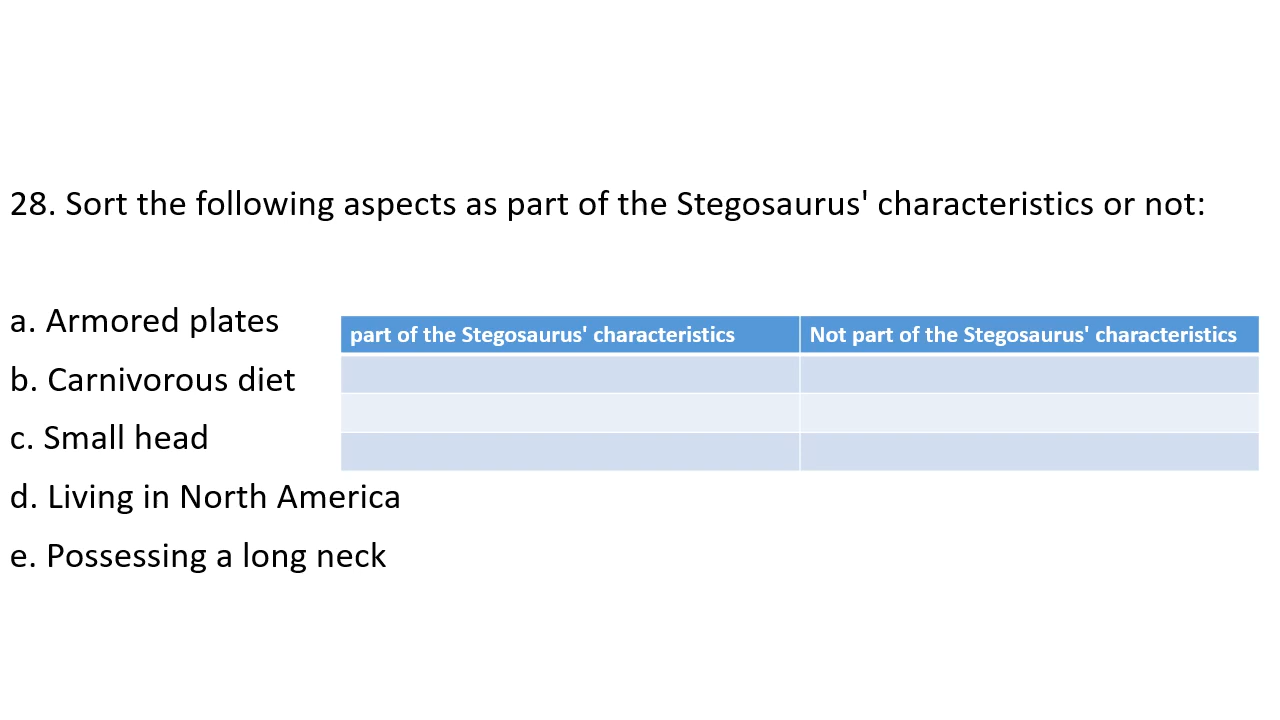 28. Sort the following aspects as part of the Stegosaurus' characteristics or not:
a. Armored plates
b. Carnivorous diet
c. Small head
d. Living in North America
e. Possessing a long neck
part of the Stegosaurus' characteristics
Not part of the Stegosaurus' characteristics